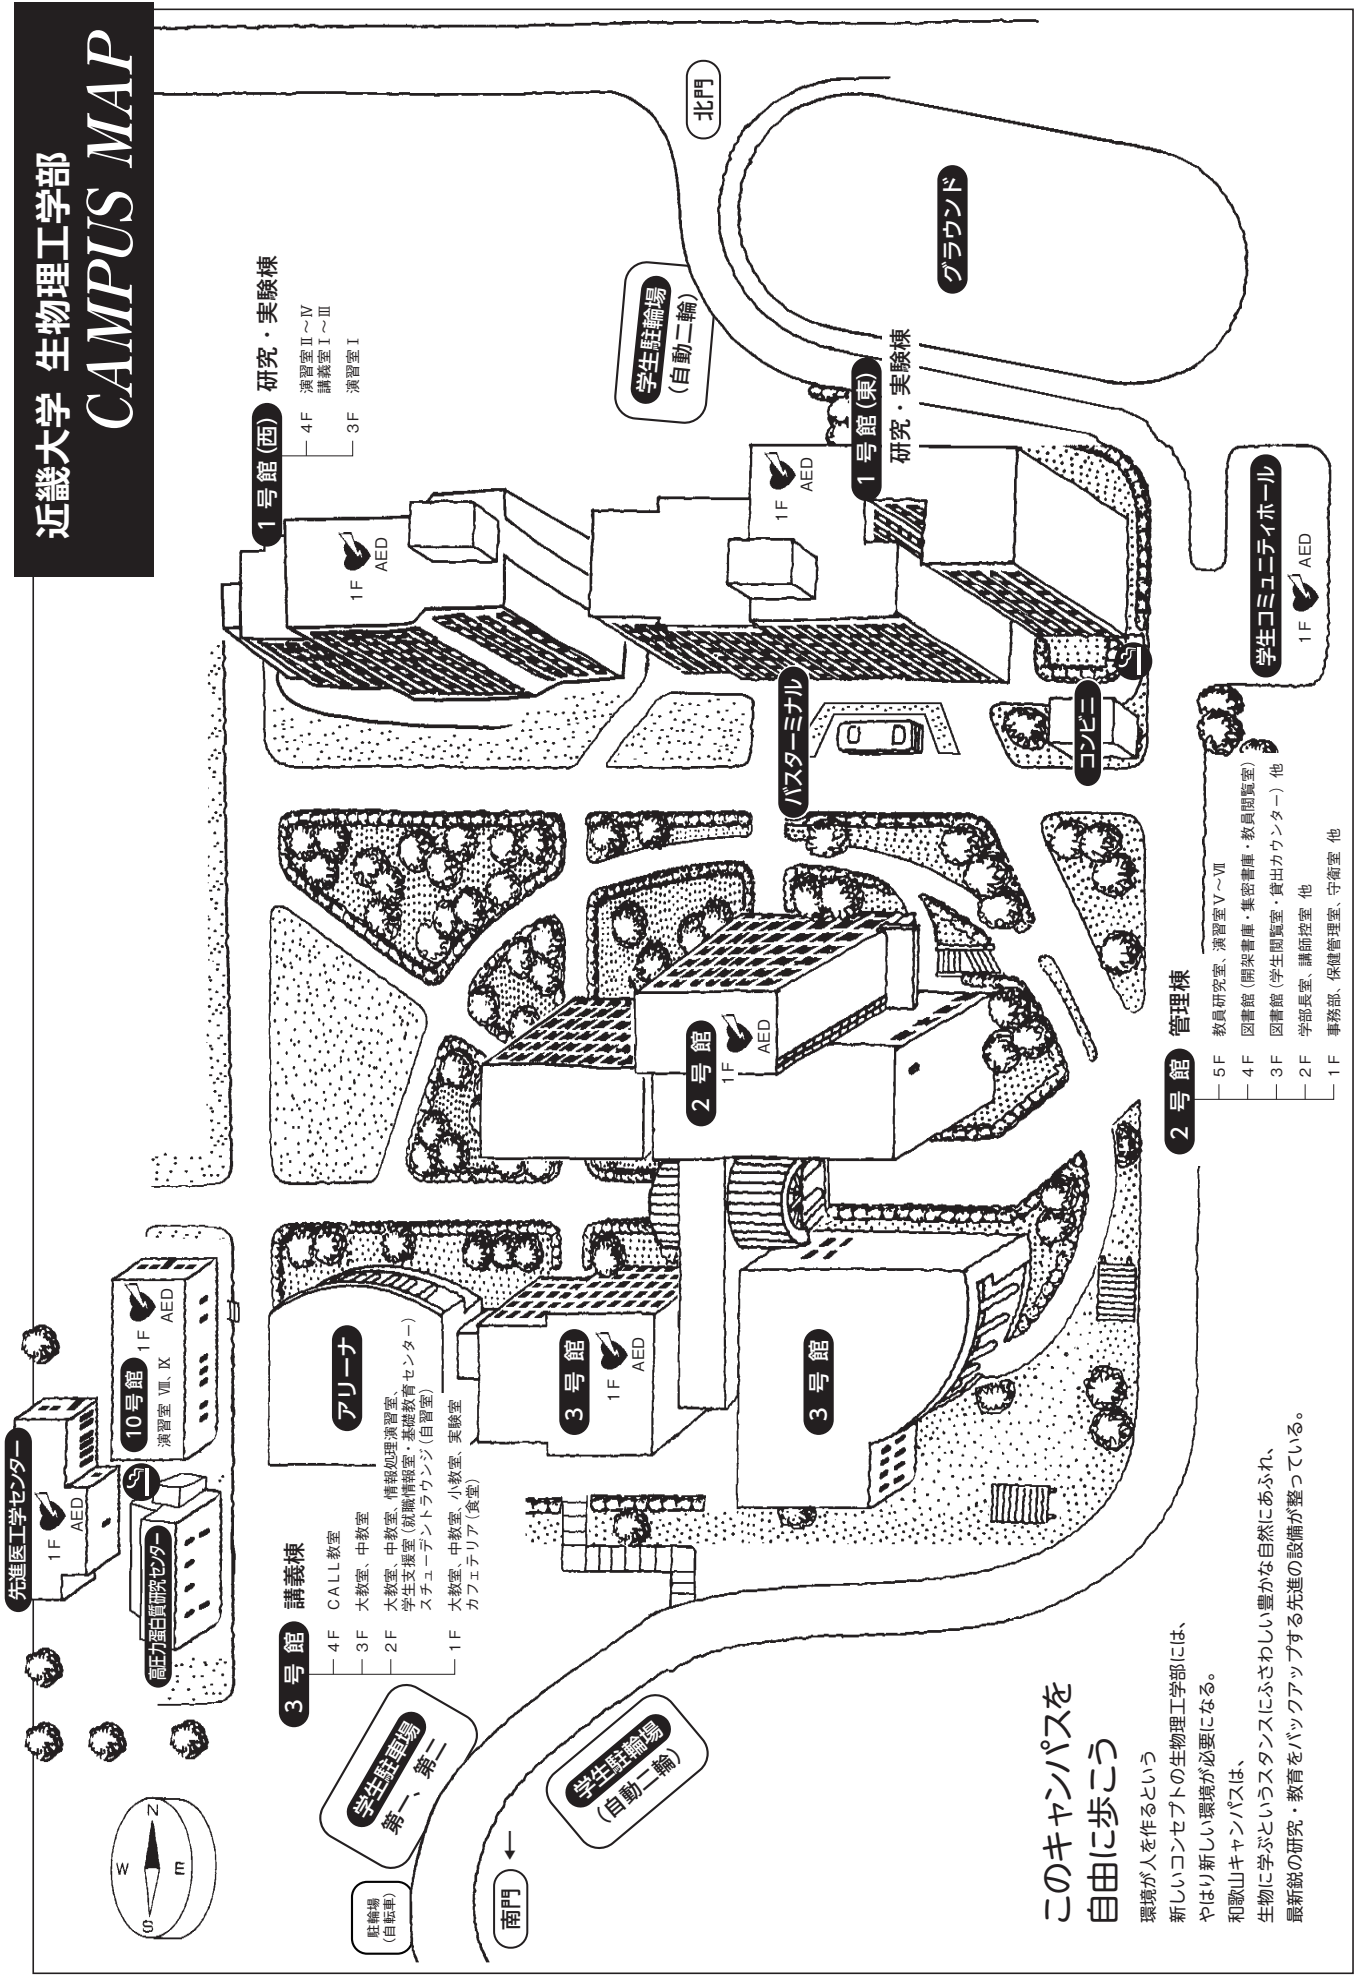 近畿大学 生物理工学部
CAMPUS MAP
先進医工学センター
1F
AED
10号館
1F
AED
演習室 Ⅷ、Ⅸ
高圧力蛋白質研究センター
1号館(西) 研究・実験棟
4F 演習室Ⅱ〜Ⅳ
講義室Ⅰ〜Ⅲ
3F 演習室Ⅰ
1F
AED
北門
学生駐輪場
(自動二輪)
グラウンド
1号館(東)
研究・実験棟
1F
AED
バスターミナル
コンビニ
学生コミュニティホール
1F
AED
アリーナ
2号館
1F
AED
3号館
1F
AED
3号館
3号館 講義棟
4F CALL教室
3F 大教室、中教室
2F 大教室、中教室、情報処理演習室、
学生支援室(就職情報室・基礎教育センター)
スチューデントラウンジ(自習室)
1F 大教室、中教室、小教室、実験室
カフェテリア(食堂)
2号館 管理棟
5F 教員研究室、演習室Ⅴ〜Ⅶ
4F 図書館(開架書庫・集密書庫・教員閲覧室)
3F 図書館(学生閲覧室・貸出カウンター) 他
2F 学部長室、講師控室 他
1F 事務部、保健管理室、守衛室 他
学生駐車場
第一、第二
学生駐輪場
(自動二輪)
駐輪場
(自転車)
南門
W
N
S
E
このキャンパスを
自由に歩こう
環境が人を作るという
新しいコンセプトの生物理工学部には、
やはり新しい環境が必要になる。
和歌山キャンパスは、
生物に学ぶというスタンスにふさわしい豊かな自然にあふれ、
最新鋭の研究・教育をバックアップする先進の設備が整っている。